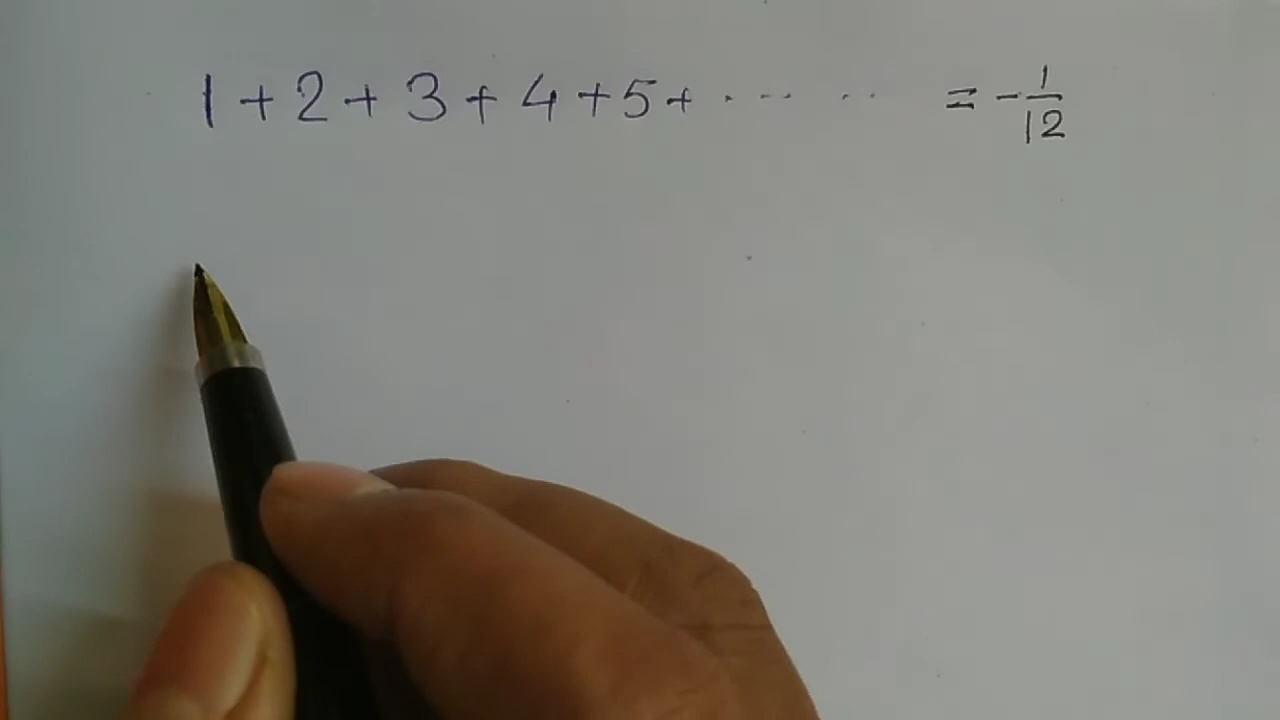 1 + 2 + 3 + 4 + 5 + ..... .. = -1/12